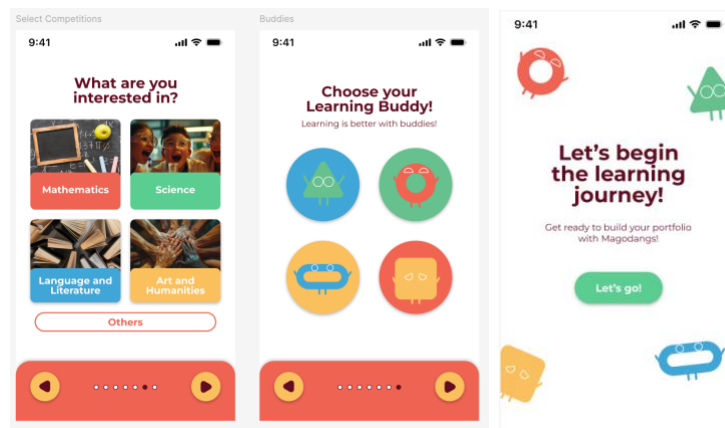 Select Competitions
9:41
What are you
interested in?
Mathematics
Science
Language and
Literature
Art and
Humanities
Others
Buddies
9:41
Choose your
Learning Buddy!
Learning is better with buddies!
9:41
Let's begin
the learning
journey!
Get ready to build your portfolio
with Magodangs!
Let's go!